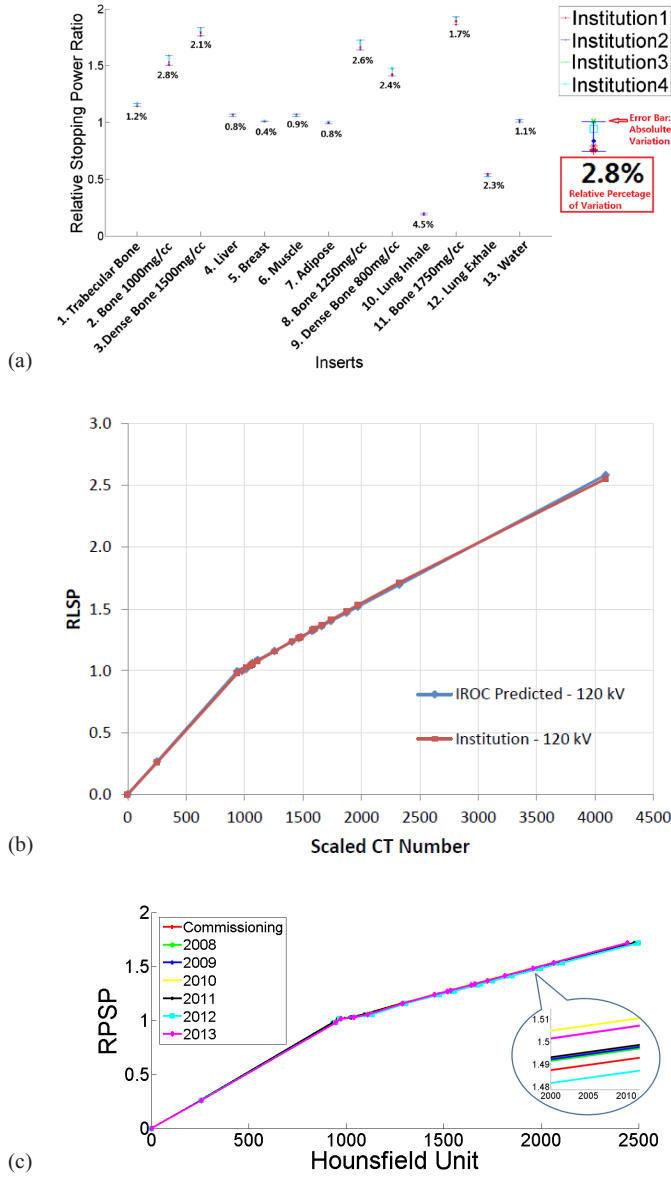 2
1.5
1
0.5
0
Relative Stopping Power Ratio
1.2%
2.8%
2.1%
0.8%
0.4%
0.9%
0.8%
2.6%
2.4%
4.5%
1.7%
2.3%
1.1%
1. Trabecular Bone
2. Bone 1000mg/cc
3.Dense Bone 1500mg/cc
4. Liver
5. Breast
6. Muscle
7. Adipose
8. Bone 1250mg/cc
9. Dense Bone 800mg/cc
10. Lung Inhale
11. Bone 1750mg/cc
12. Lung Exhale
13. Water
Inserts
Institution1
Institution2
Institution3
Institution4
Error Bar:
Absolulte
Variation
2.8%
Relative Percetage
of Variation
(a)
3.0
2.5
2.0
1.5
1.0
0.5
0.0
RLSP
IROC Predicted - 120 kV
Institution - 120 kV
0 500 1000 1500 2000 2500 3000 3500 4000 4500
Scaled CT Number
(b)
2
1.5
1
0.5
0
RPSP
Commissioning
2008
2009
2010
2011
2012
2013
1.51
1.5
1.49
1.48
2000 2005 2010
0 500 1000 1500 2000 2500
Hounsfield Unit
(c)